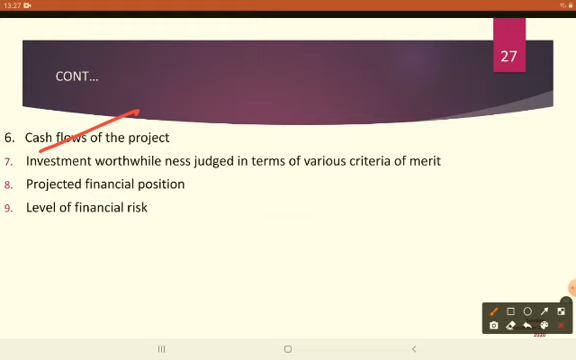 13:27
27
CONT...
6. Cash flows of the project
7. Investment worthwhile ness judged in terms of various criteria of merit
8. Projected financial position
9. Level of financial risk
2020